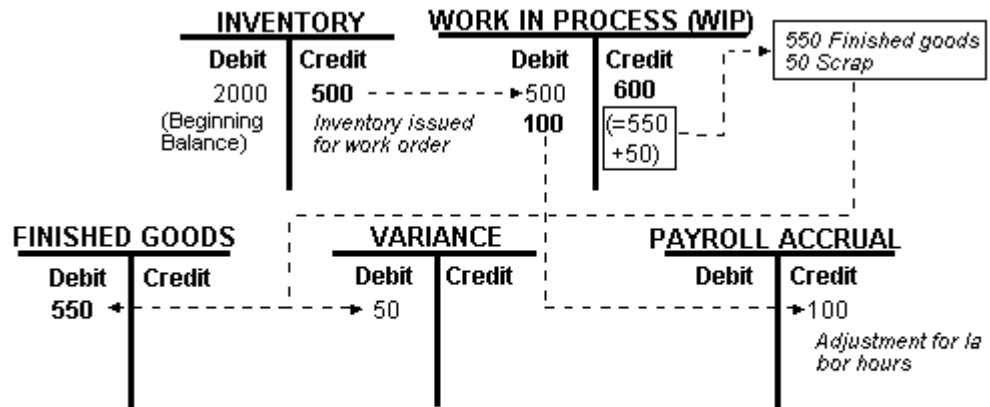 INVENTORY
WORK IN PROCESS (WIP)
550 Finished goods
50 Scrap
Debit Credit
Debit Credit
2000 500
500 600
(Beginning
Balance)
Inventory issued
for work order
100 (=550
+50)
FINISHED GOODS
VARIANCE
PAYROLL ACCRUAL
Debit Credit
Debit Credit
Debit Credit
550
50
100
Adjustment for la
bor hours